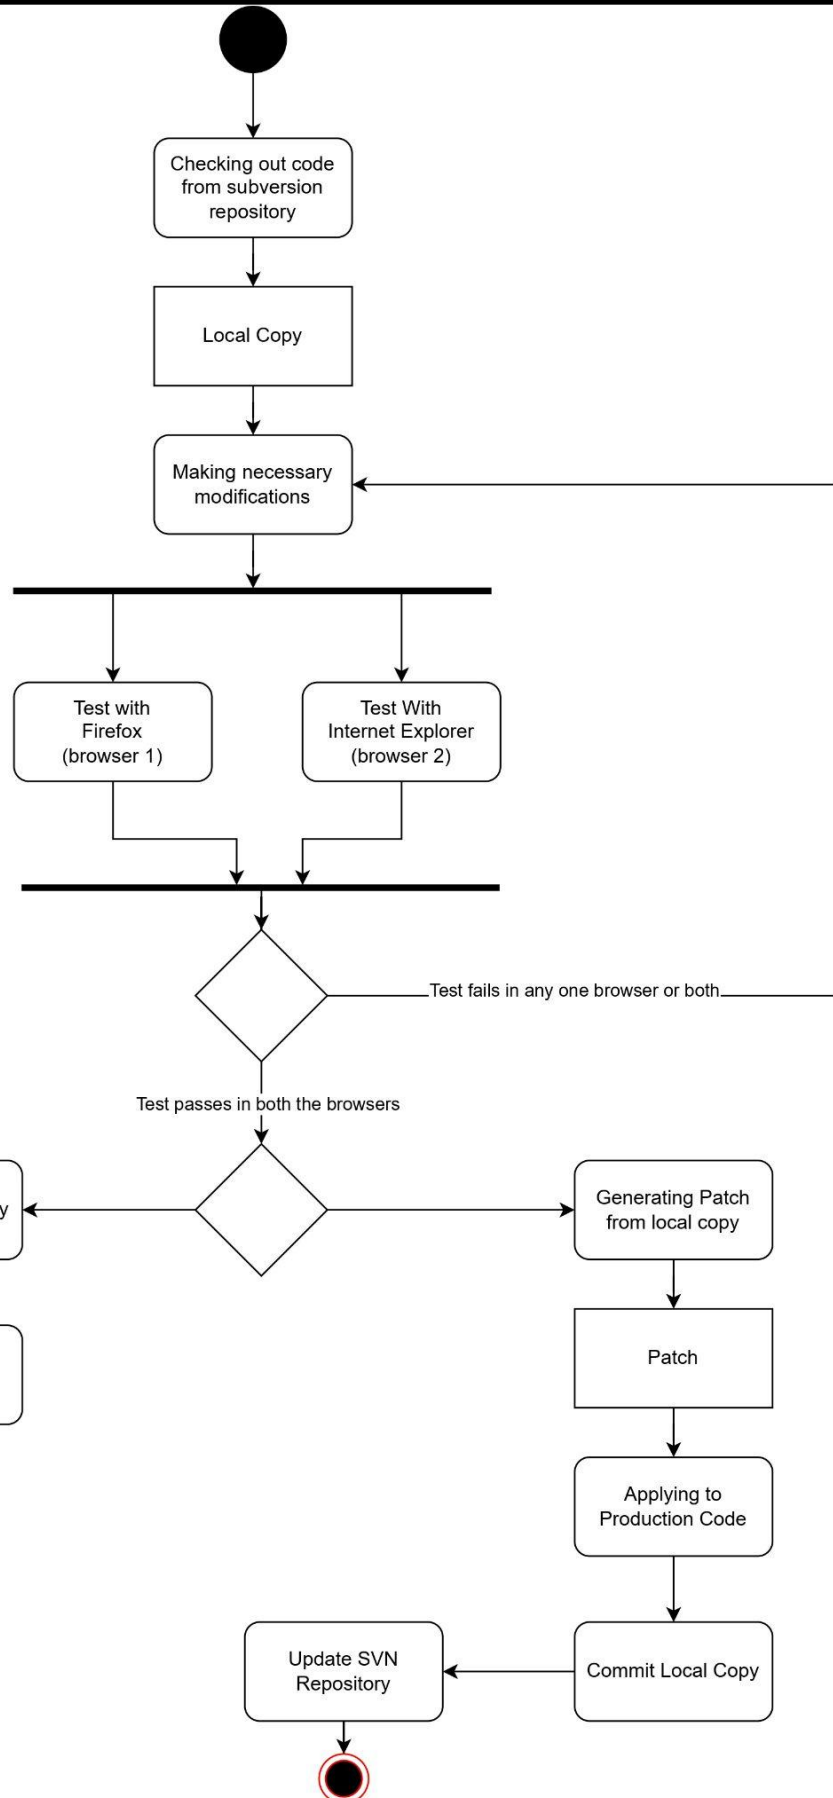 Checking out code
from subversion
repository
Local Copy
Making necessary
modifications
Test with
Firefox
(browser 1)
Test With
Internet Explorer
(browser 2)
Test fails in any one browser or both
Test passes in both the browsers
y
Generating Patch
from local copy
Patch
Applying to
Production Code
Update SVN
Repository
Commit Local Copy